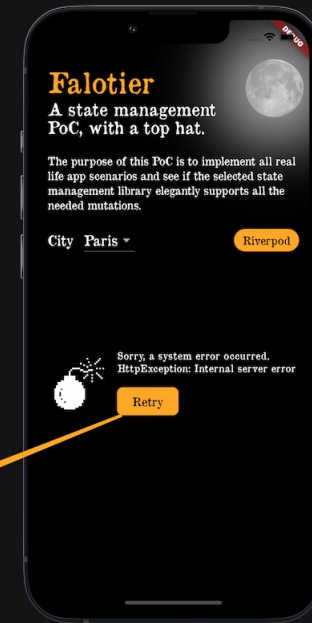 DEBUG
Falotier
A state management
PoC, with a top hat.
The purpose of this PoC is to implement all real
life app scenarios and see if the selected state
management library elegantly supports all the
needed mutations.
City Paris
Riverpod
Sorry, a system error occurred.
HttpException: Internal server error
Retry